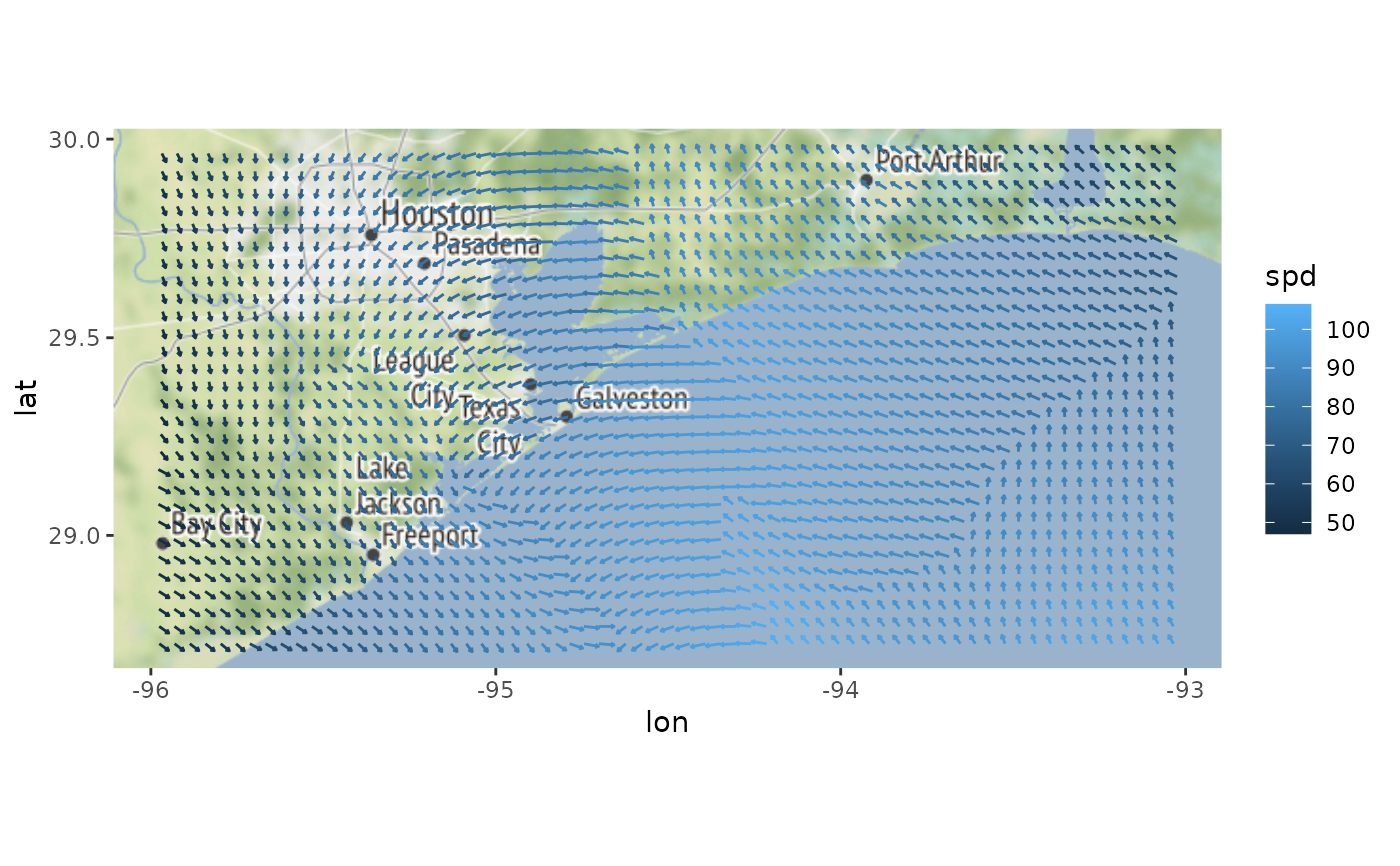 30.0
29.5
29.0
lat
Port Arthur
Houston
Pasadena
League
City
Texas
City
Galveston
Lake
Jackson
Bay City
Freeport
-96
-95
-94
-93
lon
spd
100
90
80
70
60
50